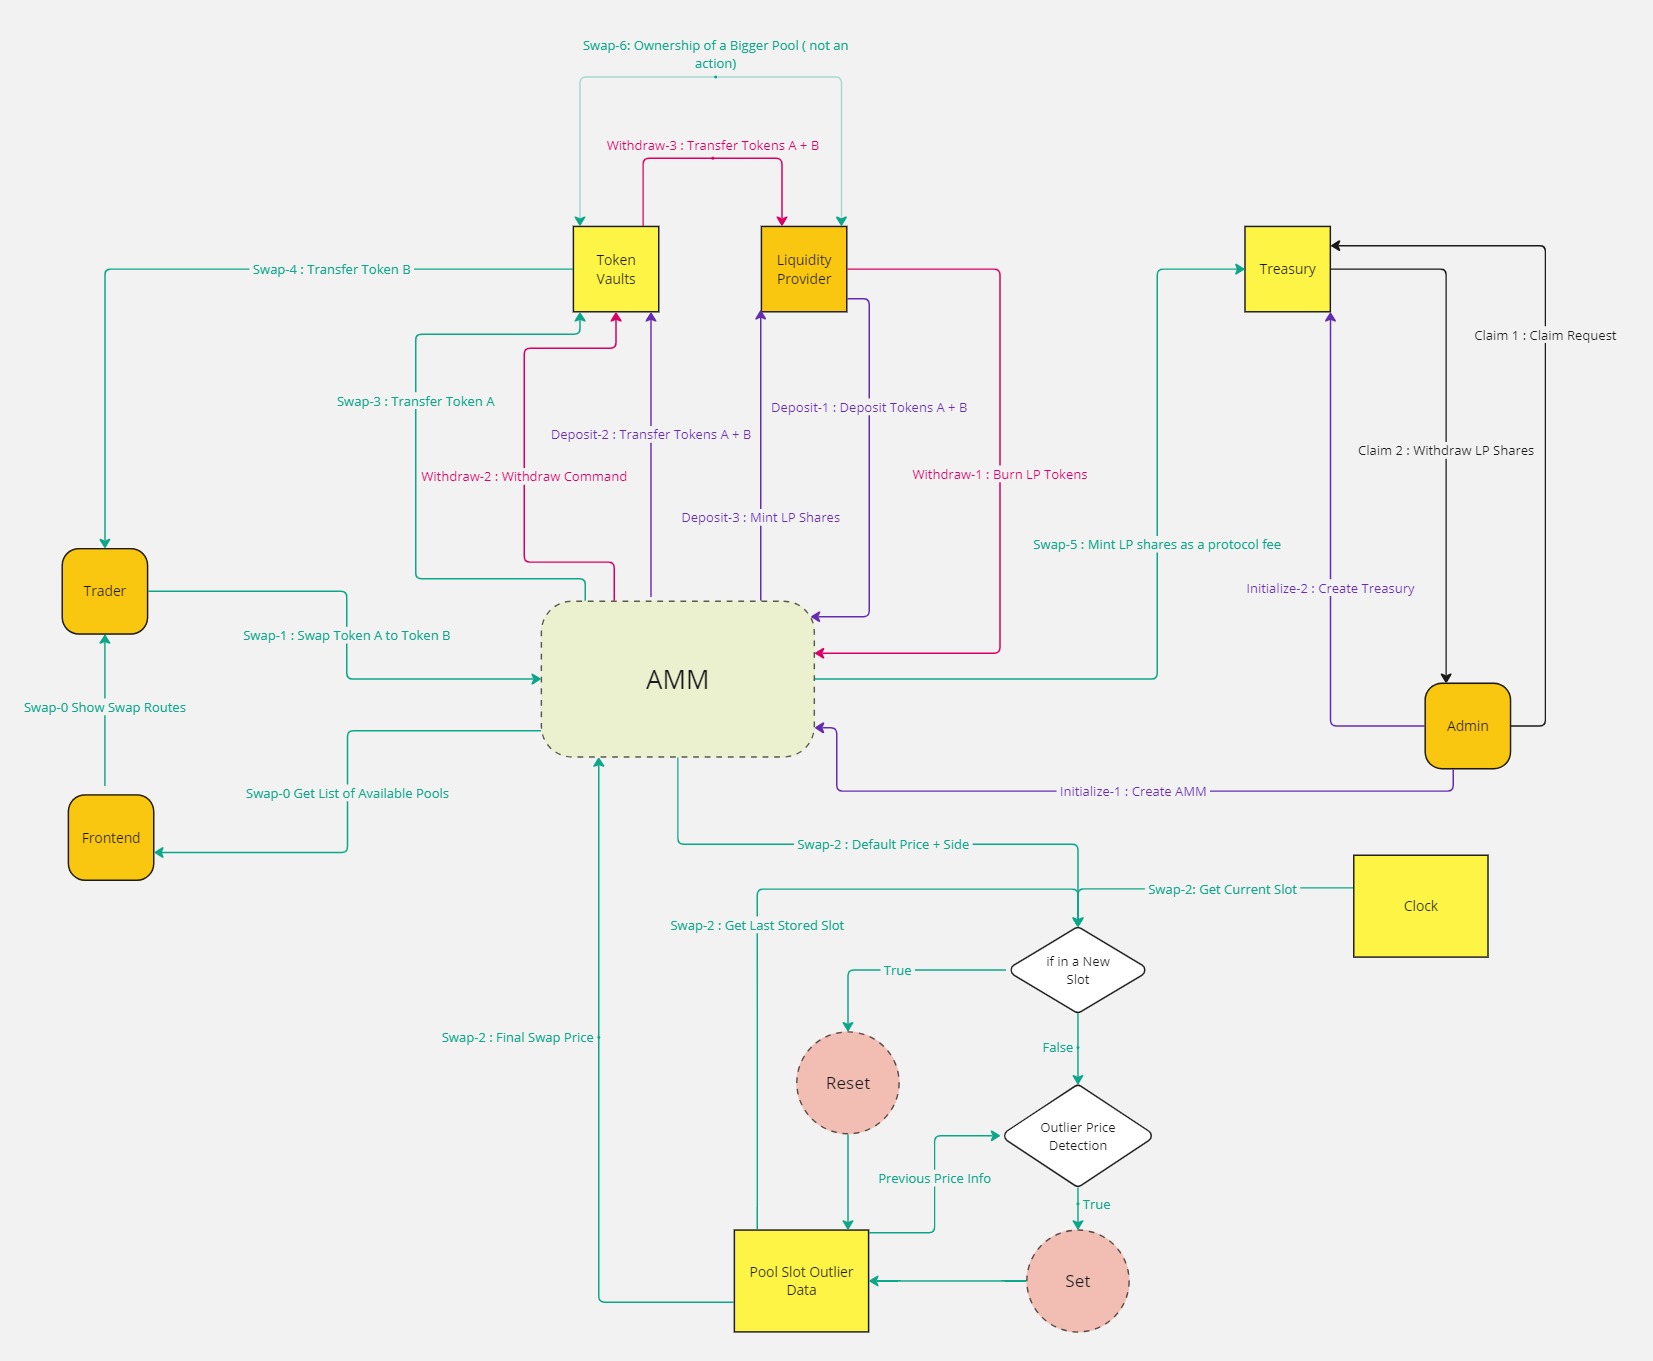 Swap-6: Ownership of a Bigger Pool ( not an
action)
Withdraw-3 : Transfer Tokens A + B
Token
Vaults
Liquidity
Provider
Treasury
Swap-4 : Transfer Token B
Claim 1 : Claim Request
Swap-3 : Transfer Token A
Deposit-1 : Deposit Tokens A + B
Deposit-2 : Transfer Tokens A + B
Claim 2 : Withdraw LP Shares
Withdraw-2 : Withdraw Command
Withdraw-1 : Burn LP Tokens
Deposit-3 : Mint LP Shares
Swap-5 : Mint LP shares as a protocol fee
Trader
Initialize-2 : Create Treasury
Swap-1 : Swap Token A to Token B
AMM
Swap-0 Show Swap Routes
Admin
Swap-0 Get List of Available Pools
Initialize-1 : Create AMM
Frontend
Swap-2 : Default Price + Side
Swap-2: Get Current Slot
Clock
Swap-2 : Get Last Stored Slot
if in a New
Slot
True
Swap-2 : Final Swap Price
False
Reset
Outlier Price
Detection
Previous Price Info
True
Pool Slot Outlier
Data
Set